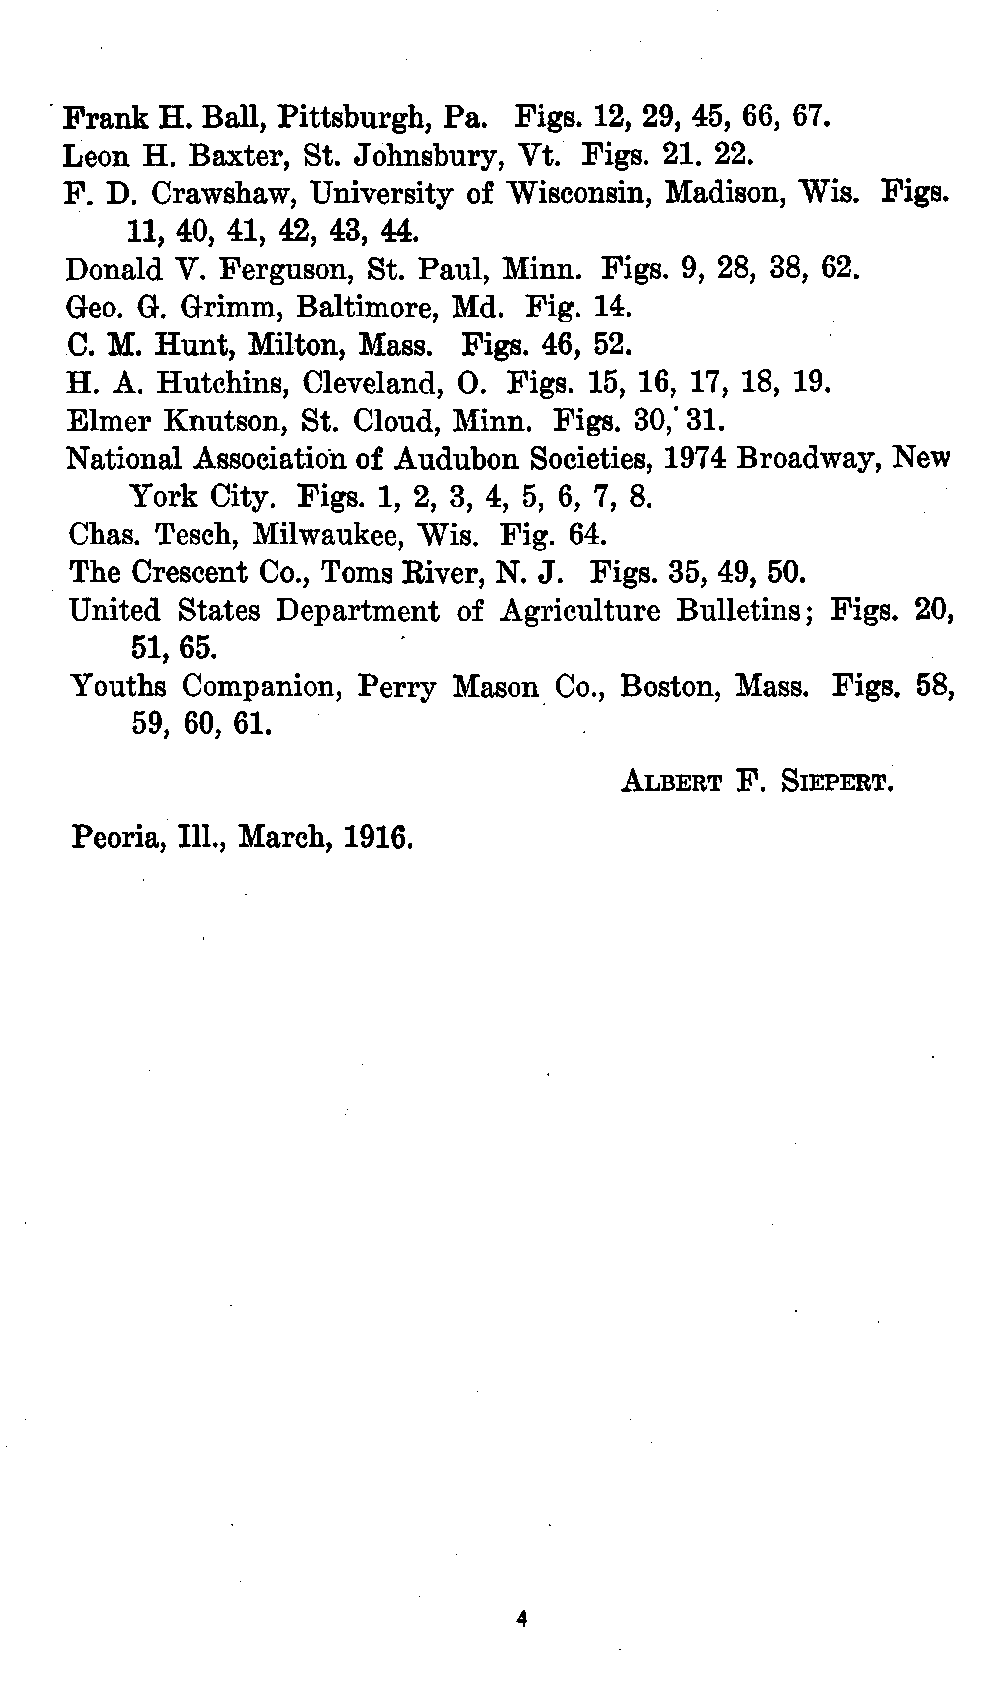 Frank H. Ball, Pittsburgh, Pa. Figs. 12, 29, 45, 66, 67.
Leon H. Baxter, St. Johnsbury, Vt. Figs. 21. 22.
F. D. Crawshaw, University of Wisconsin, Madison, Wis. Figs.
11, 40, 41, 42, 43, 44.
Donald V. Ferguson, St. Paul, Minn. Figs. 9, 28, 38, 62.
Geo. G. Grimm, Baltimore, Md. Fig. 14.
C. M. Hunt, Milton, Mass. Figs. 46, 52.
H. A. Hutchins, Cleveland, O. Figs. 15, 16, 17, 18, 19.
Elmer Knutson, St. Cloud, Minn. Figs. 30, 31.
National Association of Audubon Societies, 1974 Broadway, New
York City. Figs. 1, 2, 3, 4, 5, 6, 7, 8.
Chas. Tesch, Milwaukee, Wis. Fig. 64.
The Crescent Co., Toms River, N. J. Figs. 35, 49, 50.
United States Department of Agriculture Bulletins; Figs. 20,
51, 65.
Youths Companion, Perry Mason Co., Boston, Mass. Figs. 58,
59, 60, 61.
ALBERT F. SIEPERT.
Peoria, Ill., March, 1916.
4